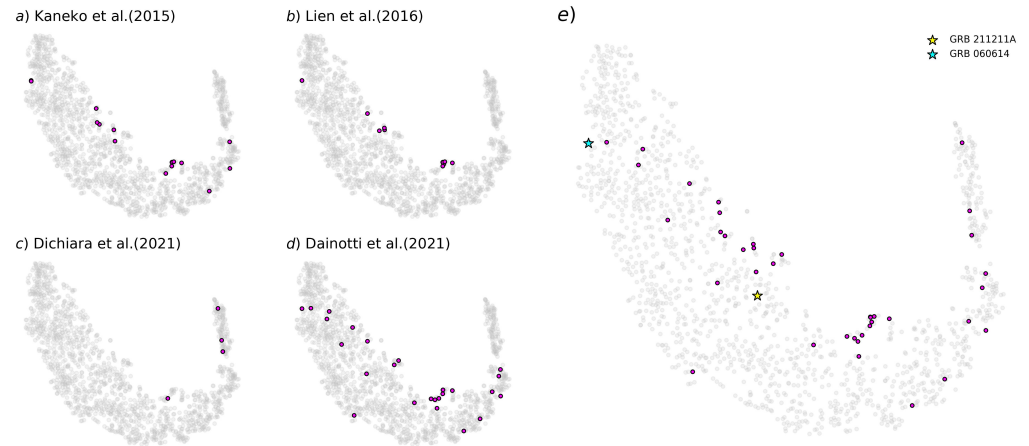 a) Kaneko et al.(2015)
b) Lien et al.(2016)
c) Dichiara et al.(2021)
d) Dainotti et al.(2021)
e)
GRB 211211A
GRB 060614